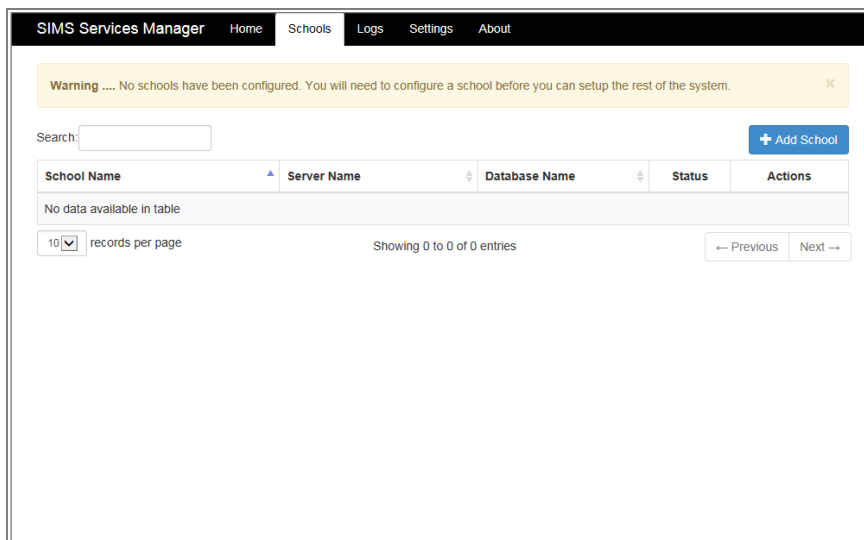 SIMS Services Manager Home Schools Logs Settings About
Warning .... No schools have been configured. You will need to configure a school before you can setup the rest of the system. ×
Search:
+ Add School
School Name Server Name Database Name Status Actions
No data available in table
10 records per page Showing 0 to 0 of 0 entries ← Previous Next →